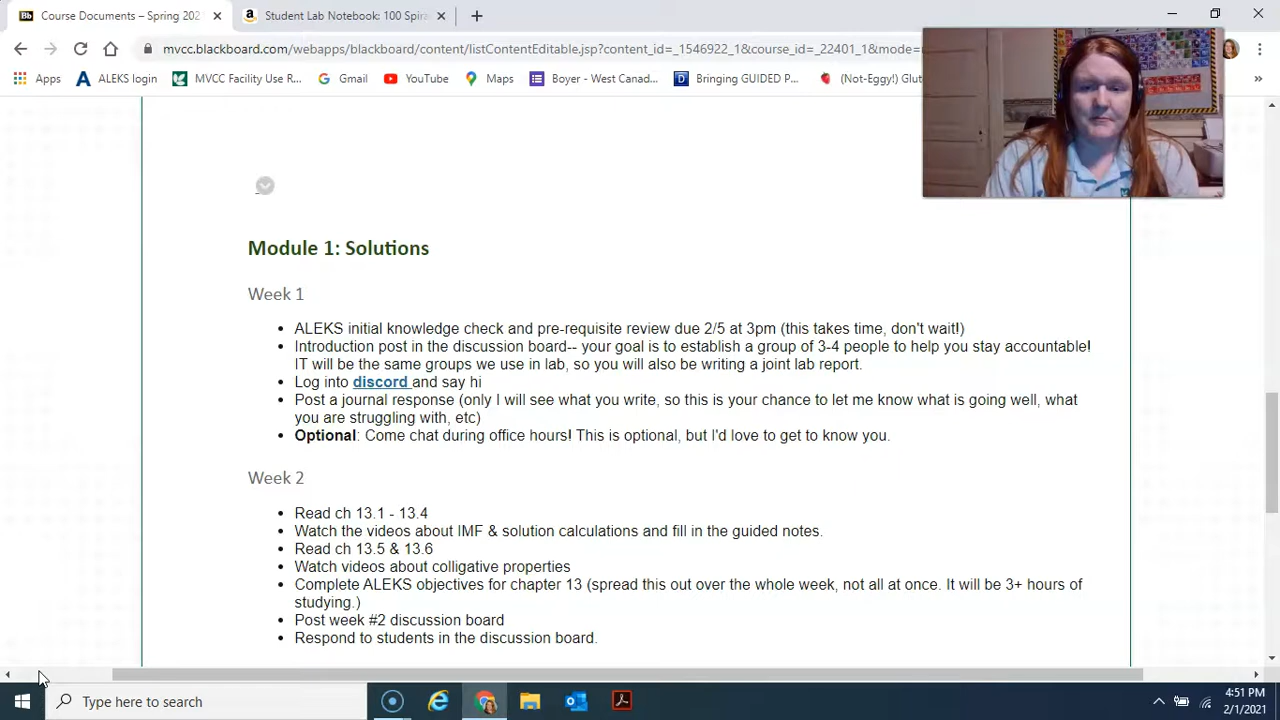 Course Documents – Spring 202
Student Lab Notebook: 100 Spira
mvcc.blackboard.com/webapps/blackboard/content/listContentEditable.jsp?content_id=_1546922_1&course_id=_22401_1&mode=
Apps
ALEKS login
MVCC Facility Use R...
Gmail
YouTube
Maps
Boyer - West Canad...
Bringing GUIDED P...
(Not-Eggy!) Glut
Module 1: Solutions
Week 1
• ALEKS initial knowledge check and pre-requisite review due 2/5 at 3pm (this takes time, don't wait!)
• Introduction post in the discussion board-- your goal is to establish a group of 3-4 people to help you stay accountable!
IT will be the same groups we use in lab, so you will also be writing a joint lab report.
• Log into discord and say hi
• Post a journal response (only I will see what you write, so this is your chance to let me know what is going well, what
you are struggling with, etc)
• Optional: Come chat during office hours! This is optional, but I'd love to get to know you.
Week 2
• Read ch 13.1 - 13.4
• Watch the videos about IMF & solution calculations and fill in the guided notes.
• Read ch 13.5 & 13.6
• Watch videos about colligative properties
• Complete ALEKS objectives for chapter 13 (spread this out over the whole week, not all at once. It will be 3+ hours of
studying.)
• Post week #2 discussion board
• Respond to students in the discussion board.
Type here to search
4:51 PM
2/1/2021